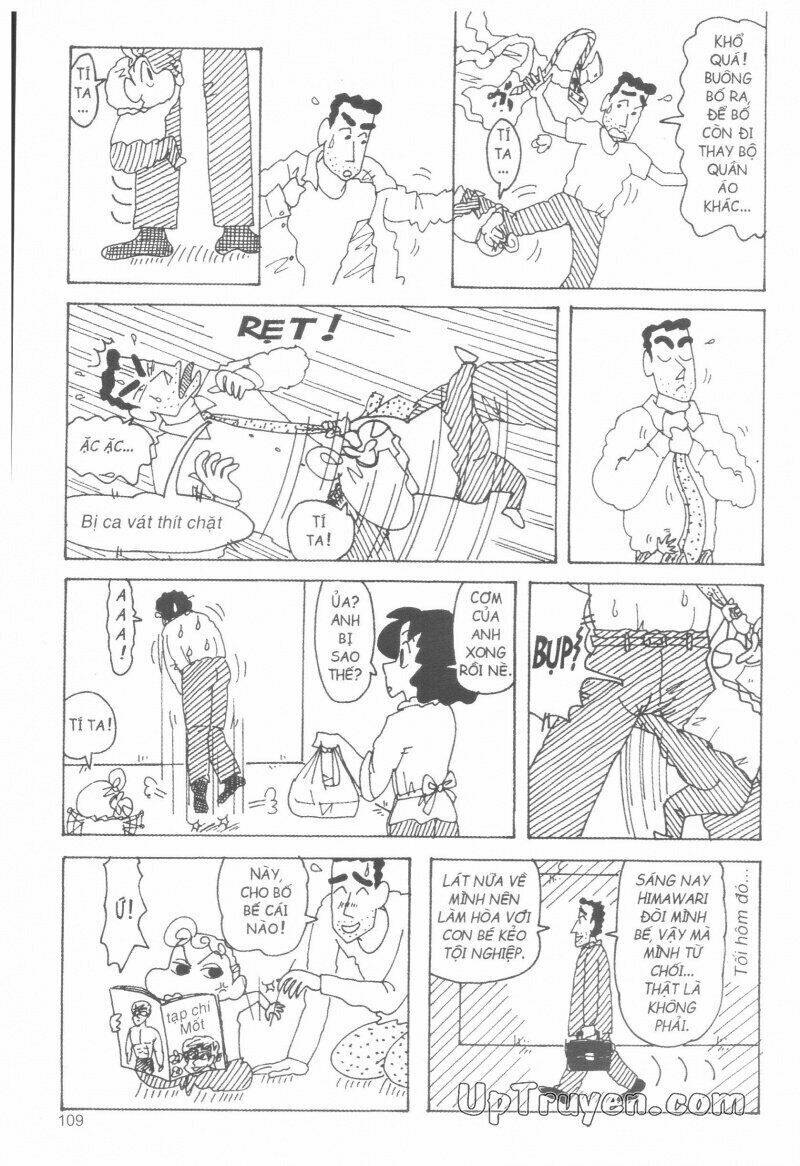 KHỔ
QUÁ!
BUÔNG
BỐ RA,
ĐỂ BỐ
CÒN ĐI
THAY BỘ
QUẦN
ÁO
KHÁC...
TÍ
TA
...
TÍ
TA
...
RẸT!
TÍ
TA!
ẶC ẶC...
Bị ca vát thít chặt
BỤP!
CƠM
CỦA
ANH
XONG
RỒI NÈ.
ỦA?
ANH
BỊ
SAO
THẾ?
A
A
A!
TÍ TA!
Tối hôm đó...
SÁNG NAY
HIMAWARI
ĐÒI MÌNH
BẾ, VẬY MÀ
MÌNH TỪ
CHỐI...
THẬT LÀ
KHÔNG
PHẢI.
LÁT NỮA VỀ
MÌNH NÊN
LÀM HÒA VỚI
CON BÉ KẺO
TỘI NGHIỆP.
NÀY,
CHO BỐ
BẾ CÁI
NÀO!
Ứ!
tạp chí
Mốt
UpTruyen.com
109